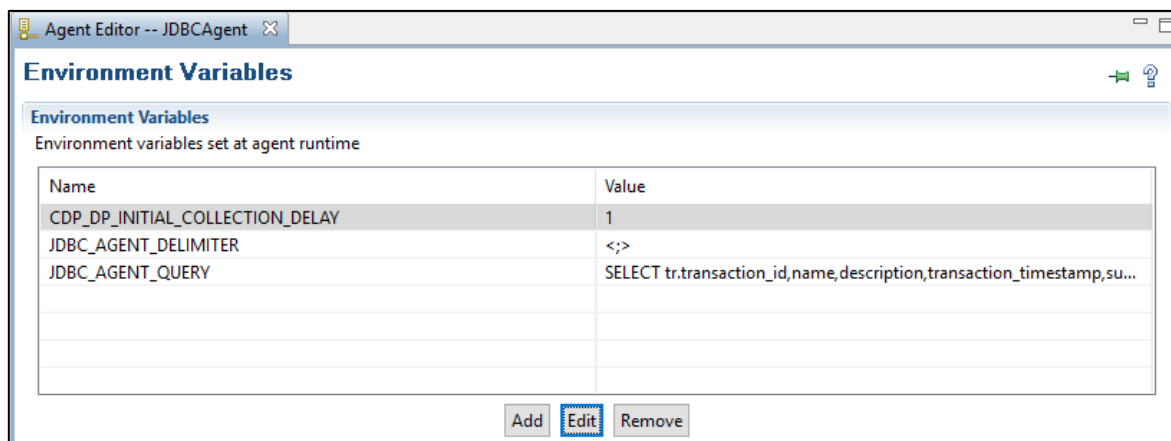 Agent Editor -- JDBCAgent
Environment Variables
Environment Variables
Environment variables set at agent runtime
Name Value
CDP_DP_INITIAL_COLLECTION_DELAY 1
JDBC_AGENT_DELIMITER <;>
JDBC_AGENT_QUERY SELECT tr.transaction_id,name,description,transaction_timestamp,su...
Add Edit Remove